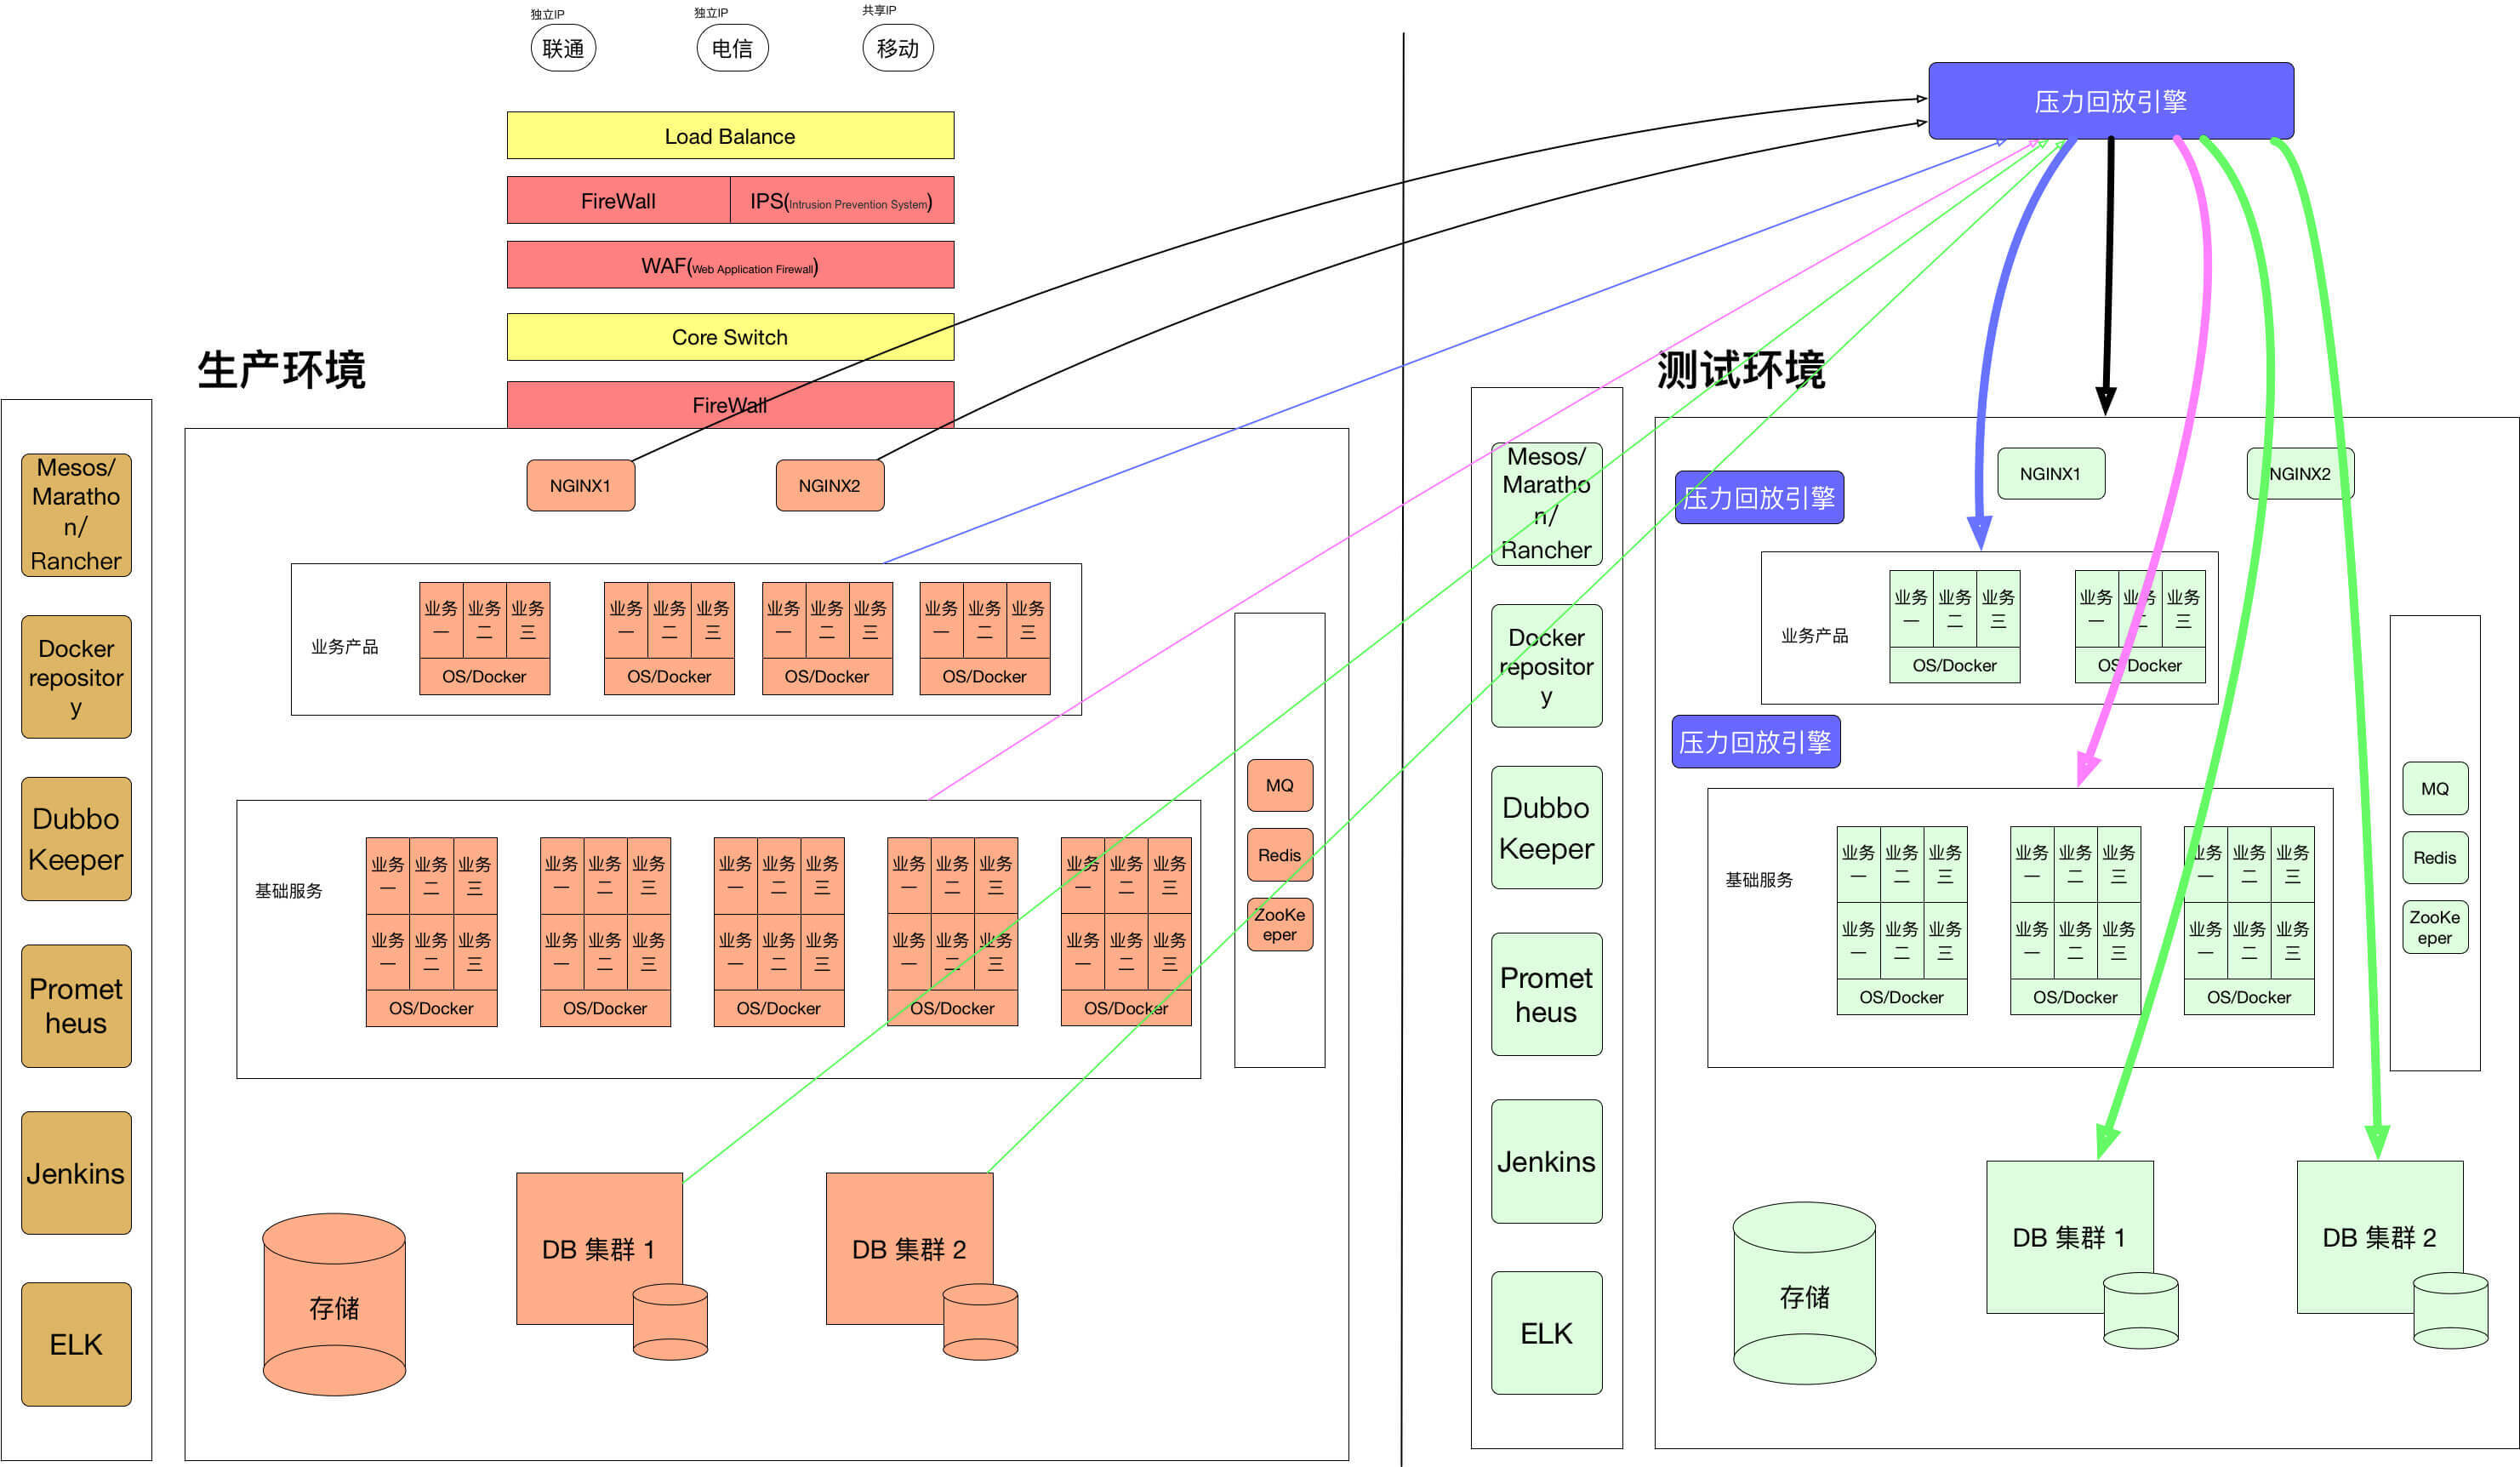 独立IP
独立IP
共享IP
联通
电信
移动
Load Balance
FireWall
IPS(Intrusion Prevention System)
WAF(Web Application Firewall)
Core Switch
FireWall
生产环境
Mesos/
Maratho
n/
Rancher
Docker
repositor
y
Dubbo
Keeper
Promet
heus
Jenkins
ELK
NGINX1
NGINX2
业务产品
业务
一
业务
二
业务
三
OS/Docker
业务
一
业务
二
业务
三
OS/Docker
业务
一
业务
二
业务
三
OS/Docker
业务
一
业务
二
业务
三
OS/Docker
基础服务
业务
一
业务
二
业务
三
业务
一
业务
二
业务
三
OS/Docker
业务
一
业务
二
业务
三
业务
一
业务
二
业务
三
OS/Docker
业务
一
业务
二
业务
三
业务
一
业务
二
业务
三
OS/Docker
业务
一
业务
二
业务
三
业务
一
业务
二
业务
三
OS/Docker
业务
一
业务
二
业务
三
业务
一
业务
二
业务
三
OS/Docker
MQ
Redis
ZooKe
eper
存储
DB 集群 1
DB 集群 2
压力回放引擎
测试环境
Mesos/
Maratho
n/
Rancher
Docker
repositor
y
Dubbo
Keeper
Promet
heus
Jenkins
ELK
压力回放引擎
NGINX1
NGINX2
业务产品
业务
一
业务
二
业务
三
OS/Docker
业务
一
业务
二
业务
三
OS/Docker
压力回放引擎
基础服务
业务
一
业务
二
业务
三
业务
一
业务
二
业务
三
OS/Docker
业务
一
业务
二
业务
三
业务
一
业务
二
业务
三
OS/Docker
业务
一
业务
二
业务
三
业务
一
业务
二
业务
三
OS/Docker
MQ
Redis
ZooKe
eper
存储
DB 集群 1
DB 集群 2